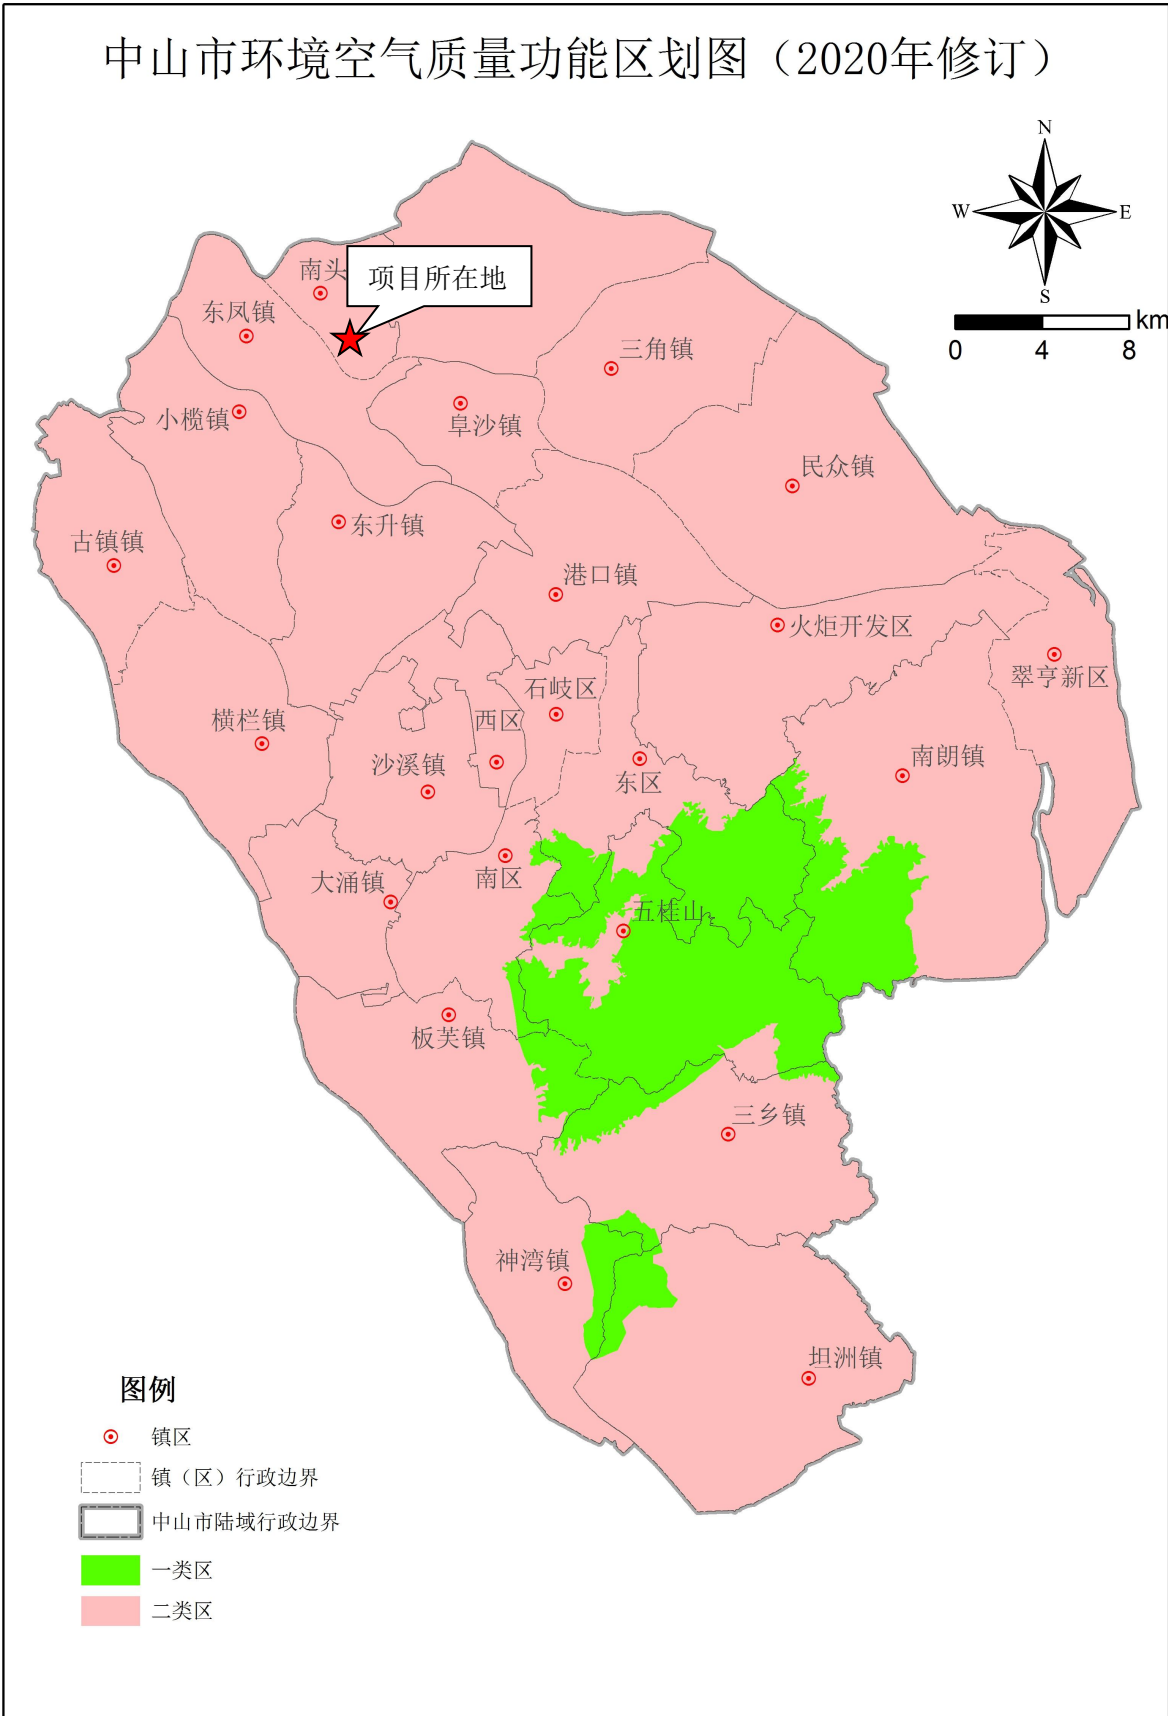 中山市环境空气质量功能区划图（2020年修订）
N
W
E
S
km
0
4
8
南头
项目所在地
东凤镇
三角镇
小榄镇
阜沙镇
民众镇
东升镇
古镇镇
港口镇
火炬开发区
翠亨新区
石岐区
横栏镇
西区
沙溪镇
东区
南朗镇
大涌镇
南区
五桂山
板芙镇
三乡镇
神湾镇
坦洲镇
图例
镇区
镇（区）行政边界
中山市陆域行政边界
一类区
二类区